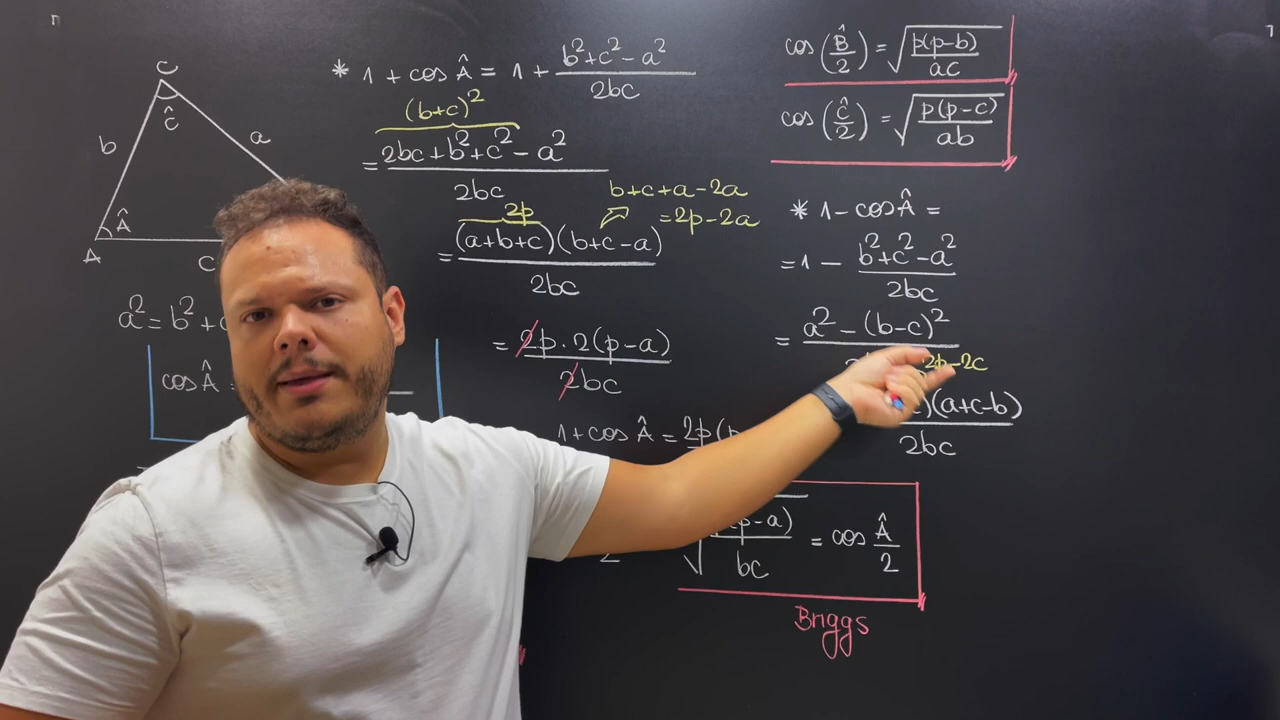 C
Ĉ
b
a
Â
A
C
a² = b² + c
cos Â =
* 1 + cos Â = 1 + (b² + c² - a²)/2bc
(b+c)²
= (2bc + b² + c² - a²)/2bc
2p
b+c+a-2a
= 2p-2a
= (a+b+c)(b+c-a)/2bc
= 2p · 2(p-a)/2bc
1 + cos Â = 2p(p
2
√((p-a)/bc) = cos Â/2
Briggs
cos(B̂/2) = √(p(p-b)/ac)
cos(Ĉ/2) = √(p(p-c)/ab)
* 1 - cos Â =
= 1 - (b² + c² - a²)/2bc
= (a² - (b-c)²)/2
2p-2c
)(a+c-b)/2bc